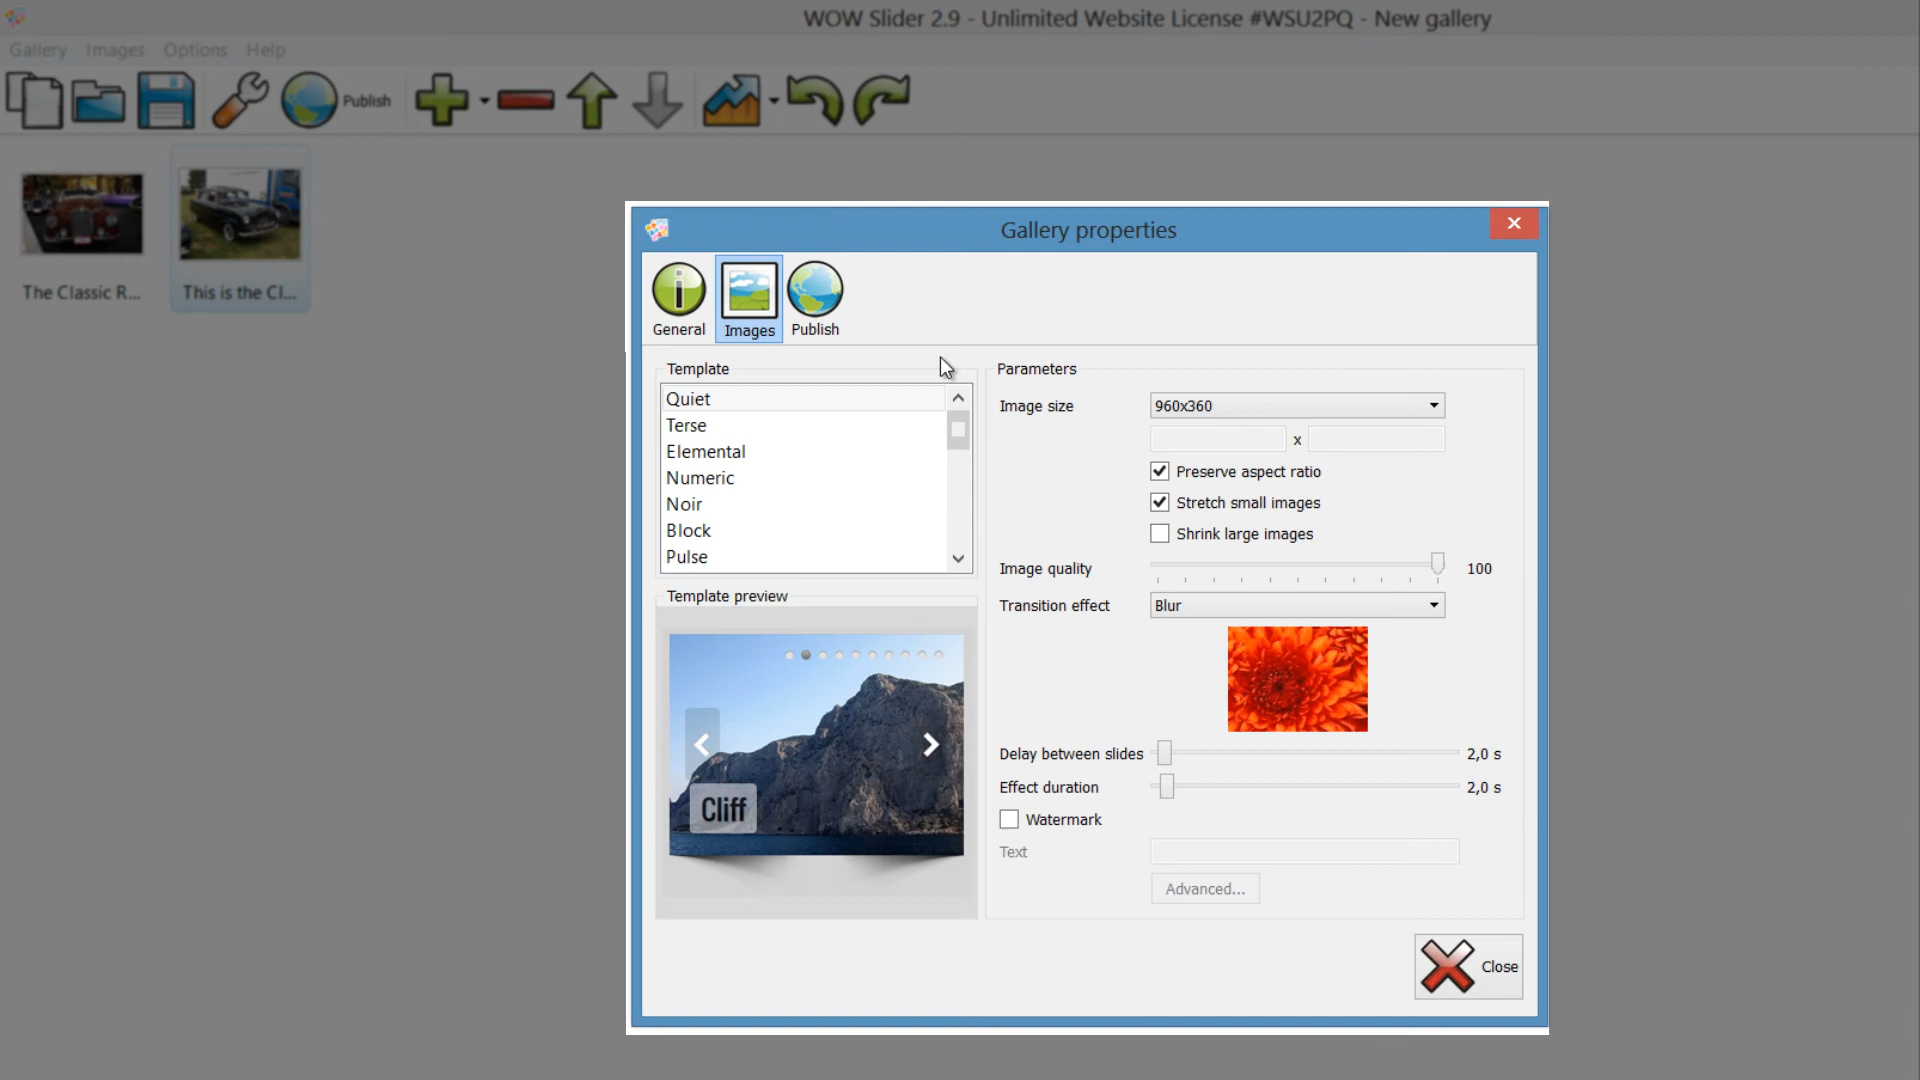 WOW Slider 2.9 - Unlimited Website License #WSU2PQ - New gallery
Gallery Images Options Help
Publish
The Classic R...
This is the Cl...
Gallery properties
General
Images
Publish
Template
Quiet
Terse
Elemental
Numeric
Noir
Block
Pulse
Template preview
Cliff
Parameters
Image size 960x360
x
Preserve aspect ratio
Stretch small images
Shrink large images
Image quality 100
Transition effect Blur
Delay between slides 2,0 s
Effect duration 2,0 s
Watermark
Text
Advanced...
Close